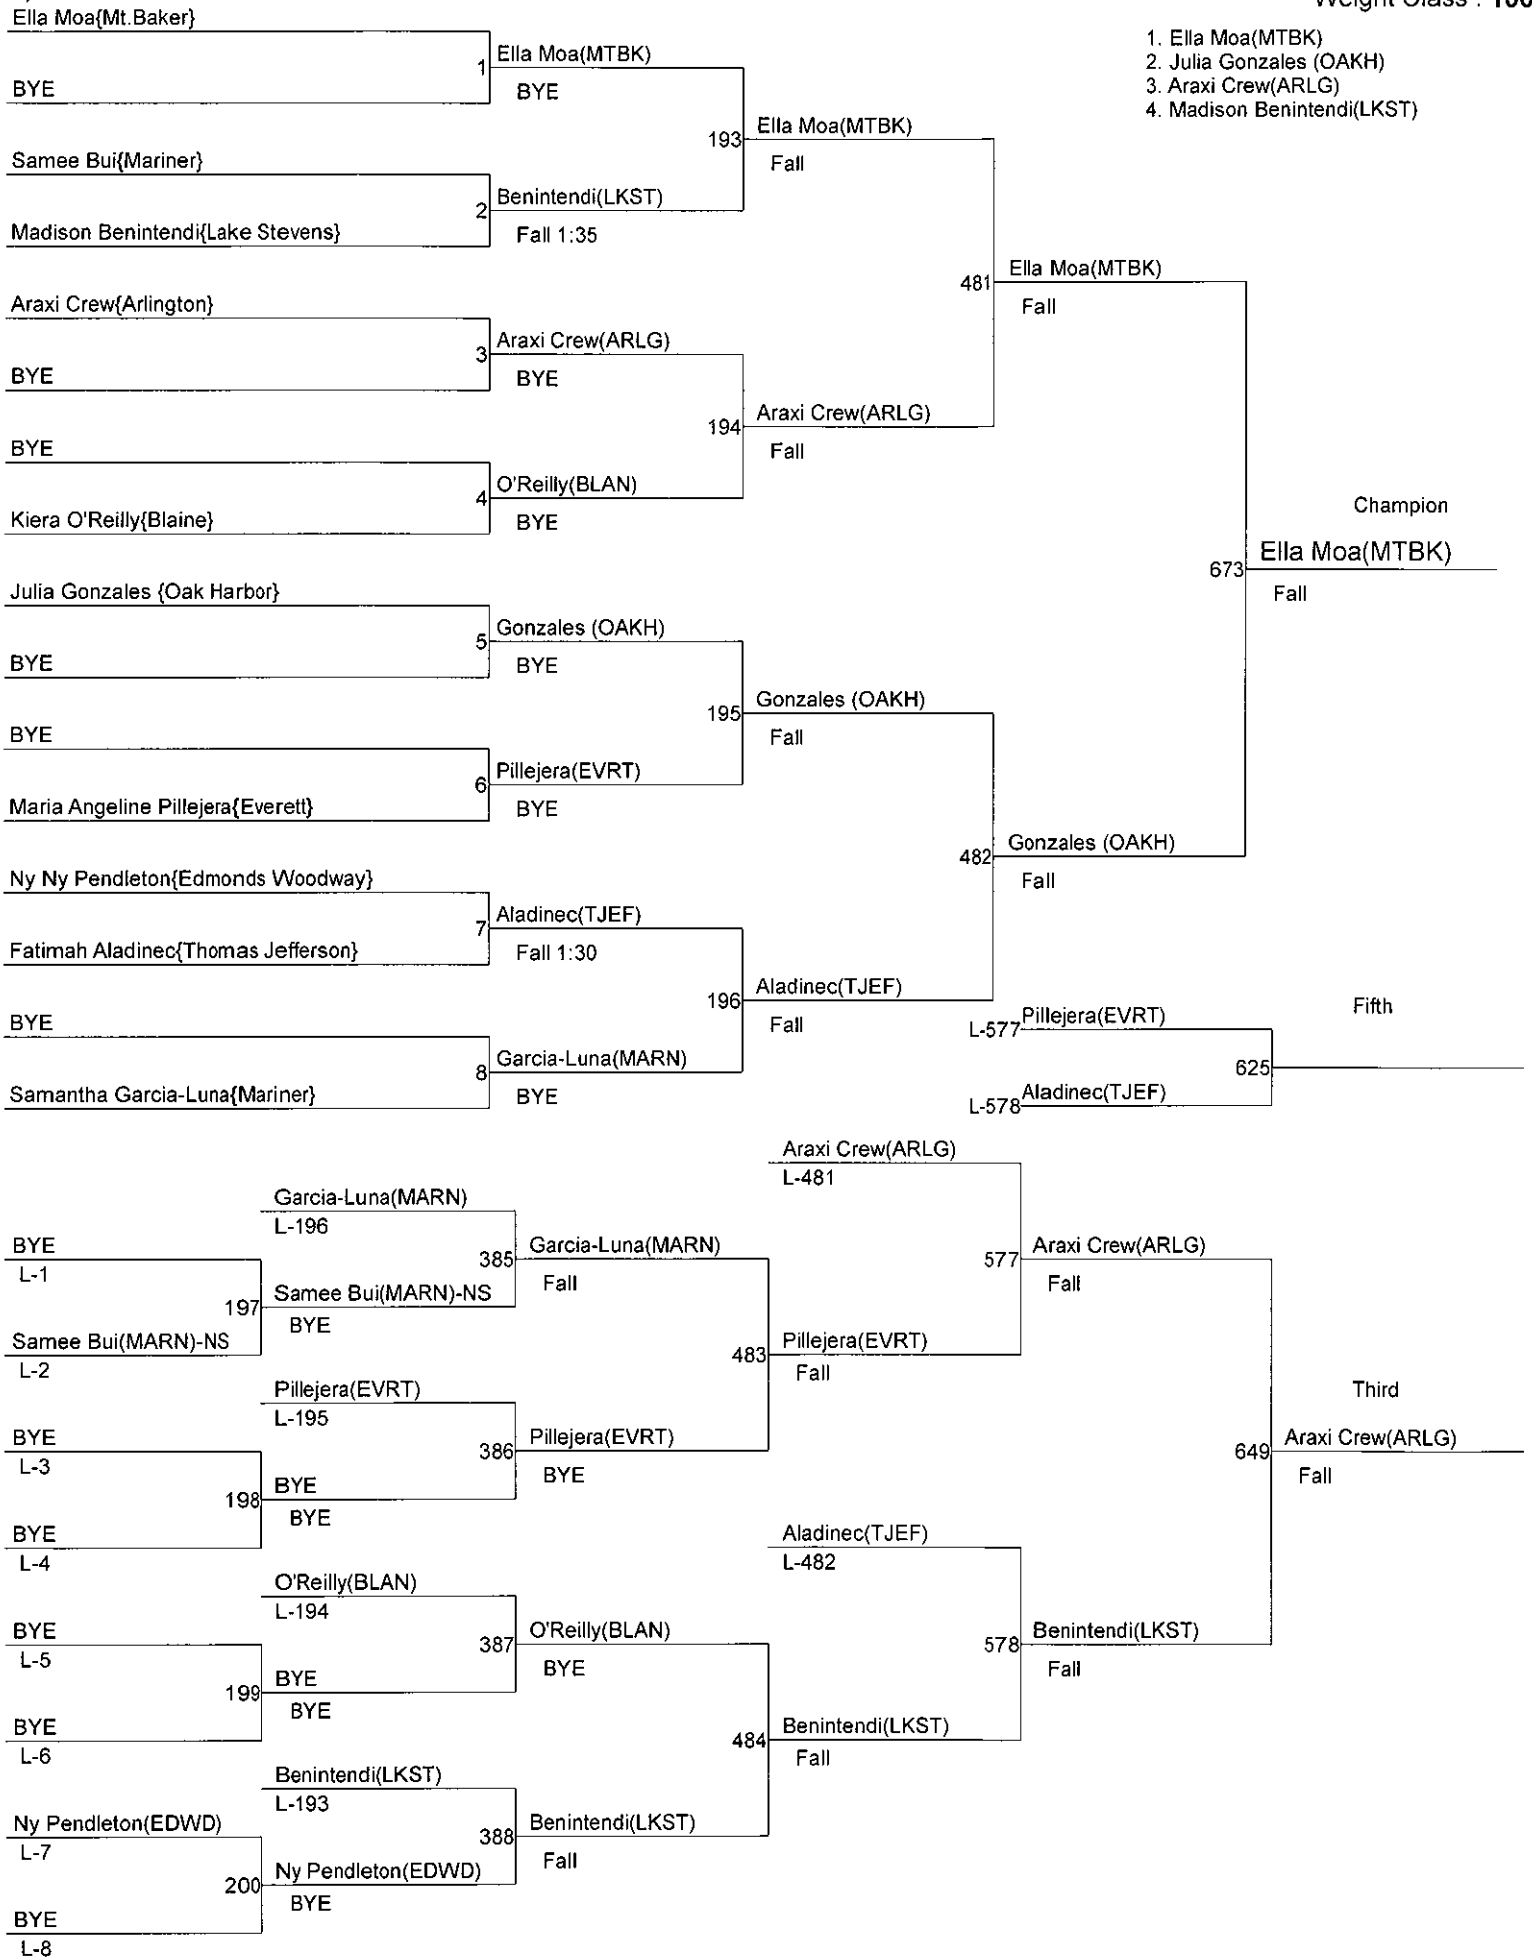 Ella Moa{Mt.Baker}
1. Ella Moa(MTBK)
2. Julia Gonzales (OAKH)
3. Araxi Crew(ARLG)
4. Madison Benintendi(LKST)
1 Ella Moa(MTBK)
BYE
BYE
193 Ella Moa(MTBK)
Fall
Samee Bui{Mariner}
2 Benintendi(LKST)
Madison Benintendi{Lake Stevens}
Fall 1:35
481 Ella Moa(MTBK)
Fall
Araxi Crew{Arlington}
3 Araxi Crew(ARLG)
BYE
BYE
194 Araxi Crew(ARLG)
Fall
BYE
4 O'Reilly(BLAN)
Kiera O'Reilly{Blaine}
BYE
Champion
673 Ella Moa(MTBK)
Fall
Julia Gonzales {Oak Harbor}
5 Gonzales (OAKH)
BYE
BYE
195 Gonzales (OAKH)
Fall
BYE
6 Pillejera(EVRT)
Maria Angeline Pillejera{Everett}
BYE
482 Gonzales (OAKH)
Fall
Ny Ny Pendleton{Edmonds Woodway}
7 Aladinec(TJEF)
Fatimah Aladinec{Thomas Jefferson}
Fall 1:30
196 Aladinec(TJEF)
Fall
BYE
8 Garcia-Luna(MARN)
Samantha Garcia-Luna{Mariner}
BYE
Fifth
L-577 Pillejera(EVRT)
625
L-578 Aladinec(TJEF)
Araxi Crew(ARLG)
L-481
Garcia-Luna(MARN)
L-196
BYE
L-1
385 Garcia-Luna(MARN)
Fall
577 Araxi Crew(ARLG)
Fall
197 Samee Bui(MARN)-NS
BYE
Samee Bui(MARN)-NS
L-2
483 Pillejera(EVRT)
Fall
Pillejera(EVRT)
L-195
Third
BYE
L-3
386 Pillejera(EVRT)
BYE
649 Araxi Crew(ARLG)
Fall
198 BYE
BYE
BYE
L-4
Aladinec(TJEF)
L-482
O'Reilly(BLAN)
L-194
BYE
L-5
387 O'Reilly(BLAN)
BYE
578 Benintendi(LKST)
Fall
199 BYE
BYE
BYE
L-6
484 Benintendi(LKST)
Fall
Benintendi(LKST)
L-193
Ny Pendleton(EDWD)
L-7
388 Benintendi(LKST)
Fall
200 Ny Pendleton(EDWD)
BYE
BYE
L-8